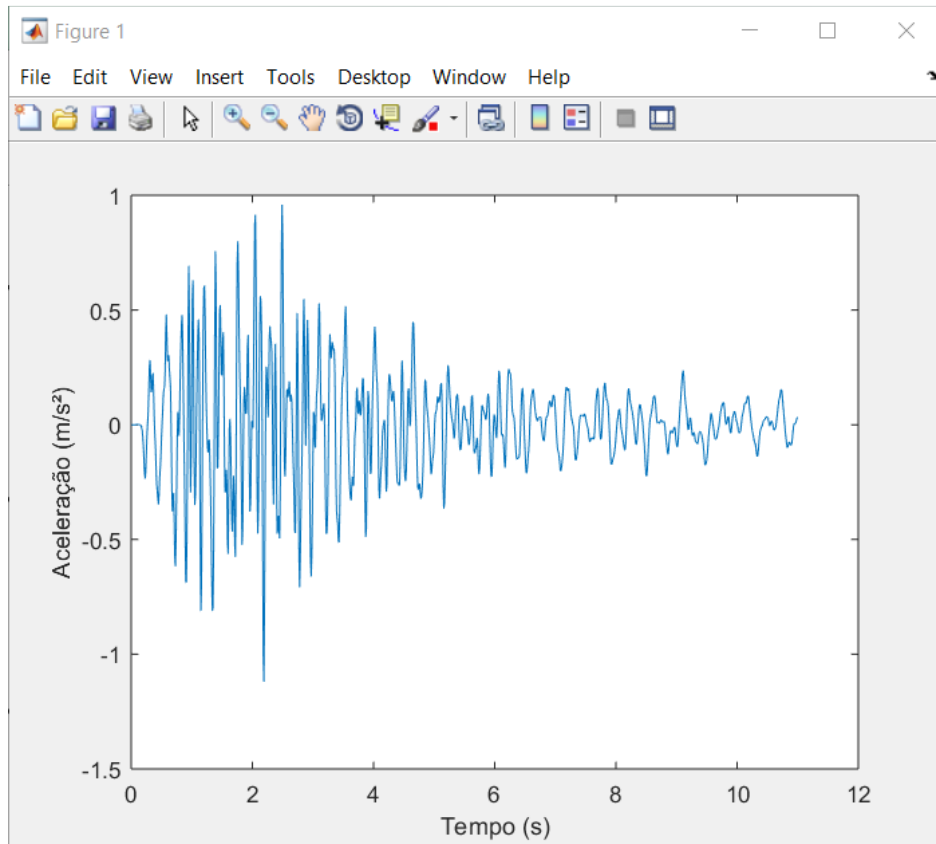 Figure 1
File Edit View Insert Tools Desktop Window Help
1
0.5
0
-0.5
-1
-1.5
Aceleração (m/s²)
0 2 4 6 8 10 12
Tempo (s)